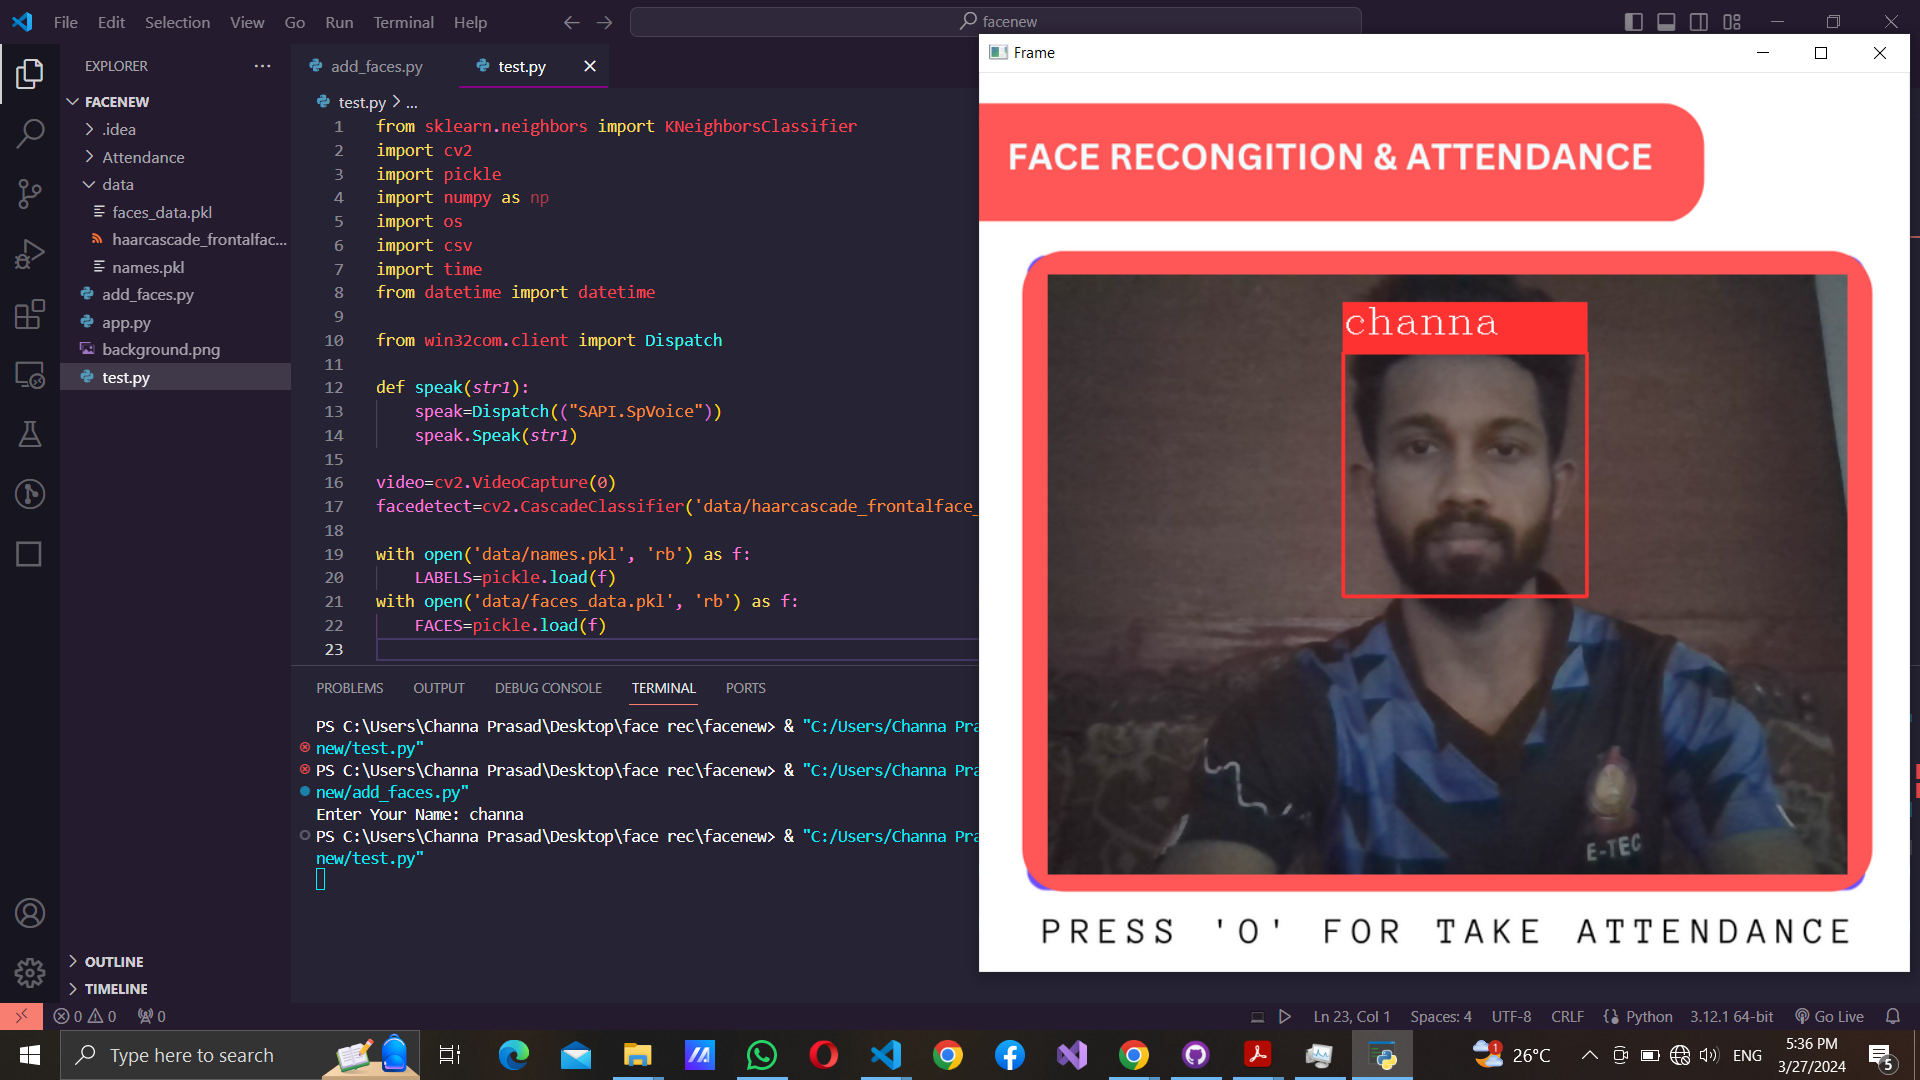 File Edit Selection View Go Run Terminal Help
facenew
EXPLORER
FACENEW
.idea
Attendance
data
faces_data.pkl
haarcascade_frontalfac...
names.pkl
add_faces.py
app.py
background.png
test.py
OUTLINE
TIMELINE
add_faces.py test.py
test.py > ...
1 from sklearn.neighbors import KNeighborsClassifier
2 import cv2
3 import pickle
4 import numpy as np
5 import os
6 import csv
7 import time
8 from datetime import datetime
9
10 from win32com.client import Dispatch
11
12 def speak(str1):
13 speak=Dispatch(("SAPI.SpVoice"))
14 speak.Speak(str1)
15
16 video=cv2.VideoCapture(0)
17 facedetect=cv2.CascadeClassifier('data/haarcascade_frontalface_
18
19 with open('data/names.pkl', 'rb') as f:
20 LABELS=pickle.load(f)
21 with open('data/faces_data.pkl', 'rb') as f:
22 FACES=pickle.load(f)
23
PROBLEMS OUTPUT DEBUG CONSOLE TERMINAL PORTS
PS C:\Users\Channa Prasad\Desktop\face rec\facenew> & "C:/Users/Channa Pra
new/test.py"
PS C:\Users\Channa Prasad\Desktop\face rec\facenew> & "C:/Users/Channa Pra
new/add_faces.py"
Enter Your Name: channa
PS C:\Users\Channa Prasad\Desktop\face rec\facenew> & "C:/Users/Channa Pra
new/test.py"
Frame
FACE RECONGITION & ATTENDANCE
channa
E-TEC
PRESS 'O' FOR TAKE ATTENDANCE
0 0 0
Ln 23, Col 1 Spaces: 4 UTF-8 CRLF Python 3.12.1 64-bit Go Live
Type here to search
1
26°C
ENG
5:36 PM
3/27/2024
5